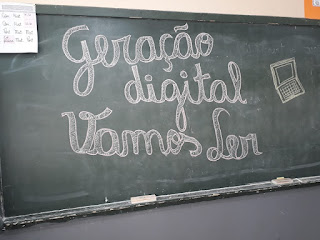 Geração
digital
Vamos Ler